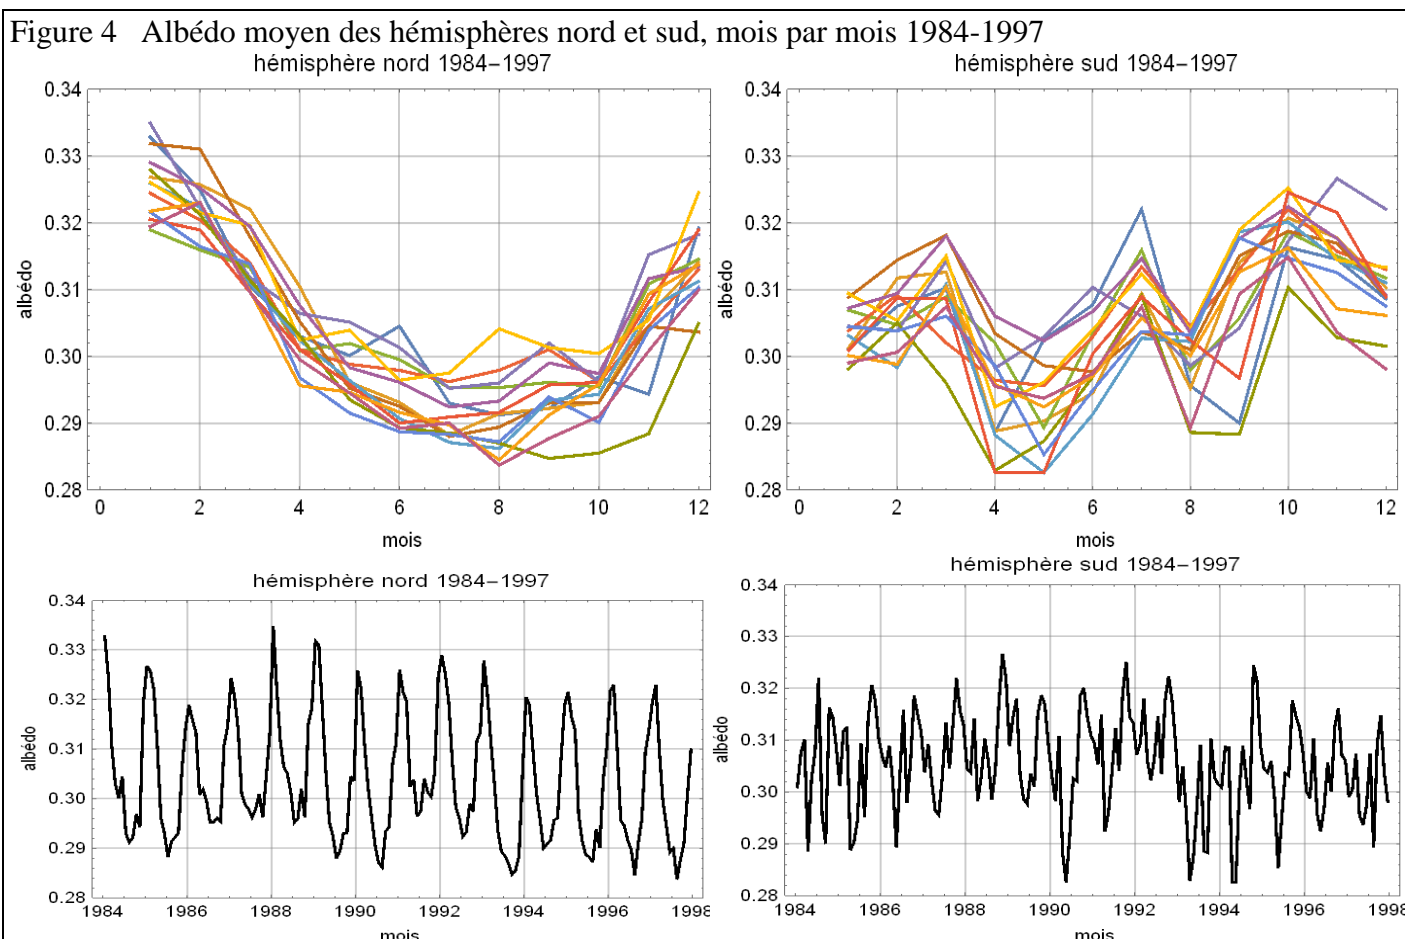 Figure 4 Albédo moyen des hémisphères nord et sud, mois par mois 1984-1997
hémisphère nord 1984–1997
0.34
0.33
0.32
0.31
0.30
0.29
0.28
albédo
0 2 4 6 8 10 12
mois
hémisphère sud 1984–1997
0.34
0.33
0.32
0.31
0.30
0.29
0.28
albédo
0 2 4 6 8 10 12
mois
hémisphère nord 1984–1997
0.34
0.33
0.32
0.31
0.30
0.29
0.28
albédo
1984 1986 1988 1990 1992 1994 1996 1998
mois
hémisphère sud 1984–1997
0.34
0.33
0.32
0.31
0.30
0.29
0.28
albédo
1984 1986 1988 1990 1992 1994 1996 1998
mois